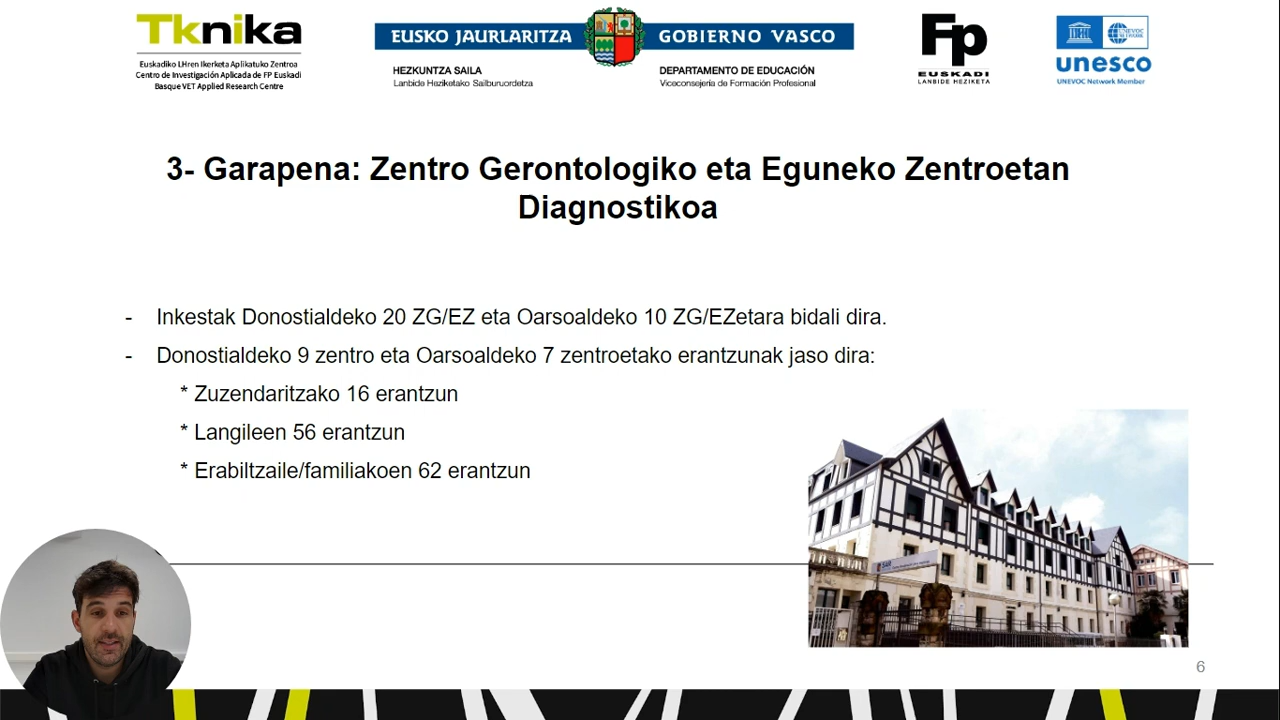 Tknika
Euskadiko LHren Ikerketa Aplikatuko Zentroa
Centro de Investigación Aplicada de FP Euskadi
Basque VET Applied Research Centre
EUSKO JAURLARITZA
GOBIERNO VASCO
HEZKUNTZA SAILA
Lanbide Heziketako Sailburuordetza
DEPARTAMENTO DE EDUCACIÓN
Viceconsejería de Formación Profesional
Fp
EUSKADI
LANBIDE HEZIKETA
unesco
UNEVOC Network Member
3- Garapena: Zentro Gerontologiko eta Eguneko Zentroetan
Diagnostikoa
- Inkestak Donostialdeko 20 ZG/EZ eta Oarsoaldeko 10 ZG/EZetara bidali dira.
- Donostialdeko 9 zentro eta Oarsoaldeko 7 zentroetako erantzunak jaso dira:
* Zuzendaritzako 16 erantzun
* Langileen 56 erantzun
* Erabiltzaile/familiakoen 62 erantzun
6